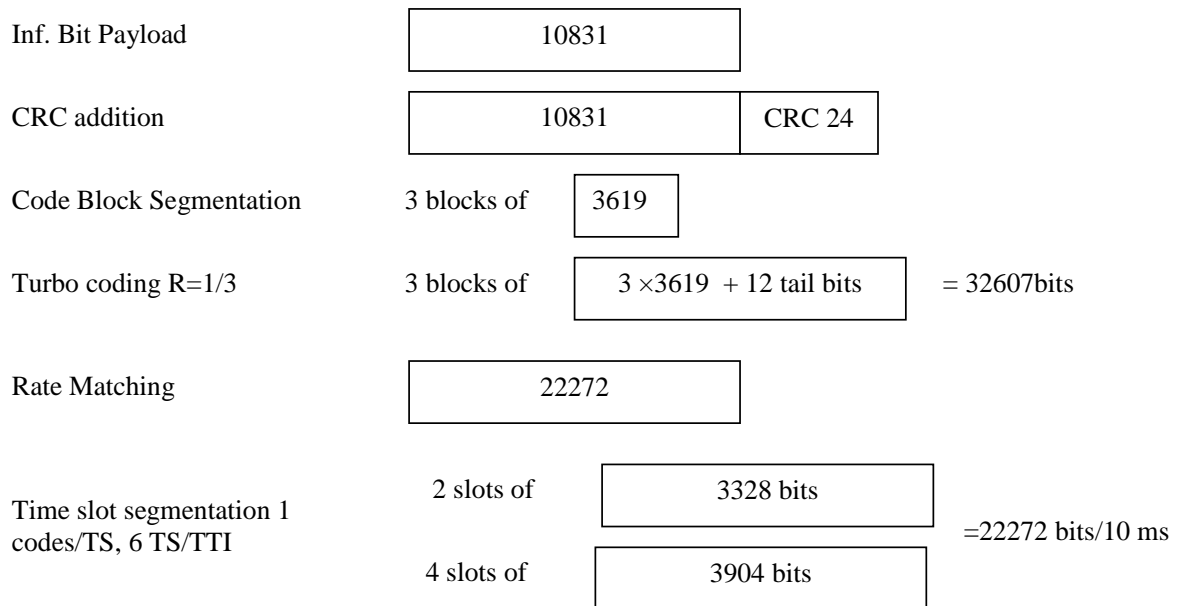 Inf. Bit Payload 10831
CRC addition 10831 CRC 24
Code Block Segmentation 3 blocks of 3619
Turbo coding R=1/3 3 blocks of 3 ×3619 + 12 tail bits = 32607bits
Rate Matching 22272
2 slots of 3328 bits
Time slot segmentation 1
codes/TS, 6 TS/TTI
=22272 bits/10 ms
4 slots of 3904 bits